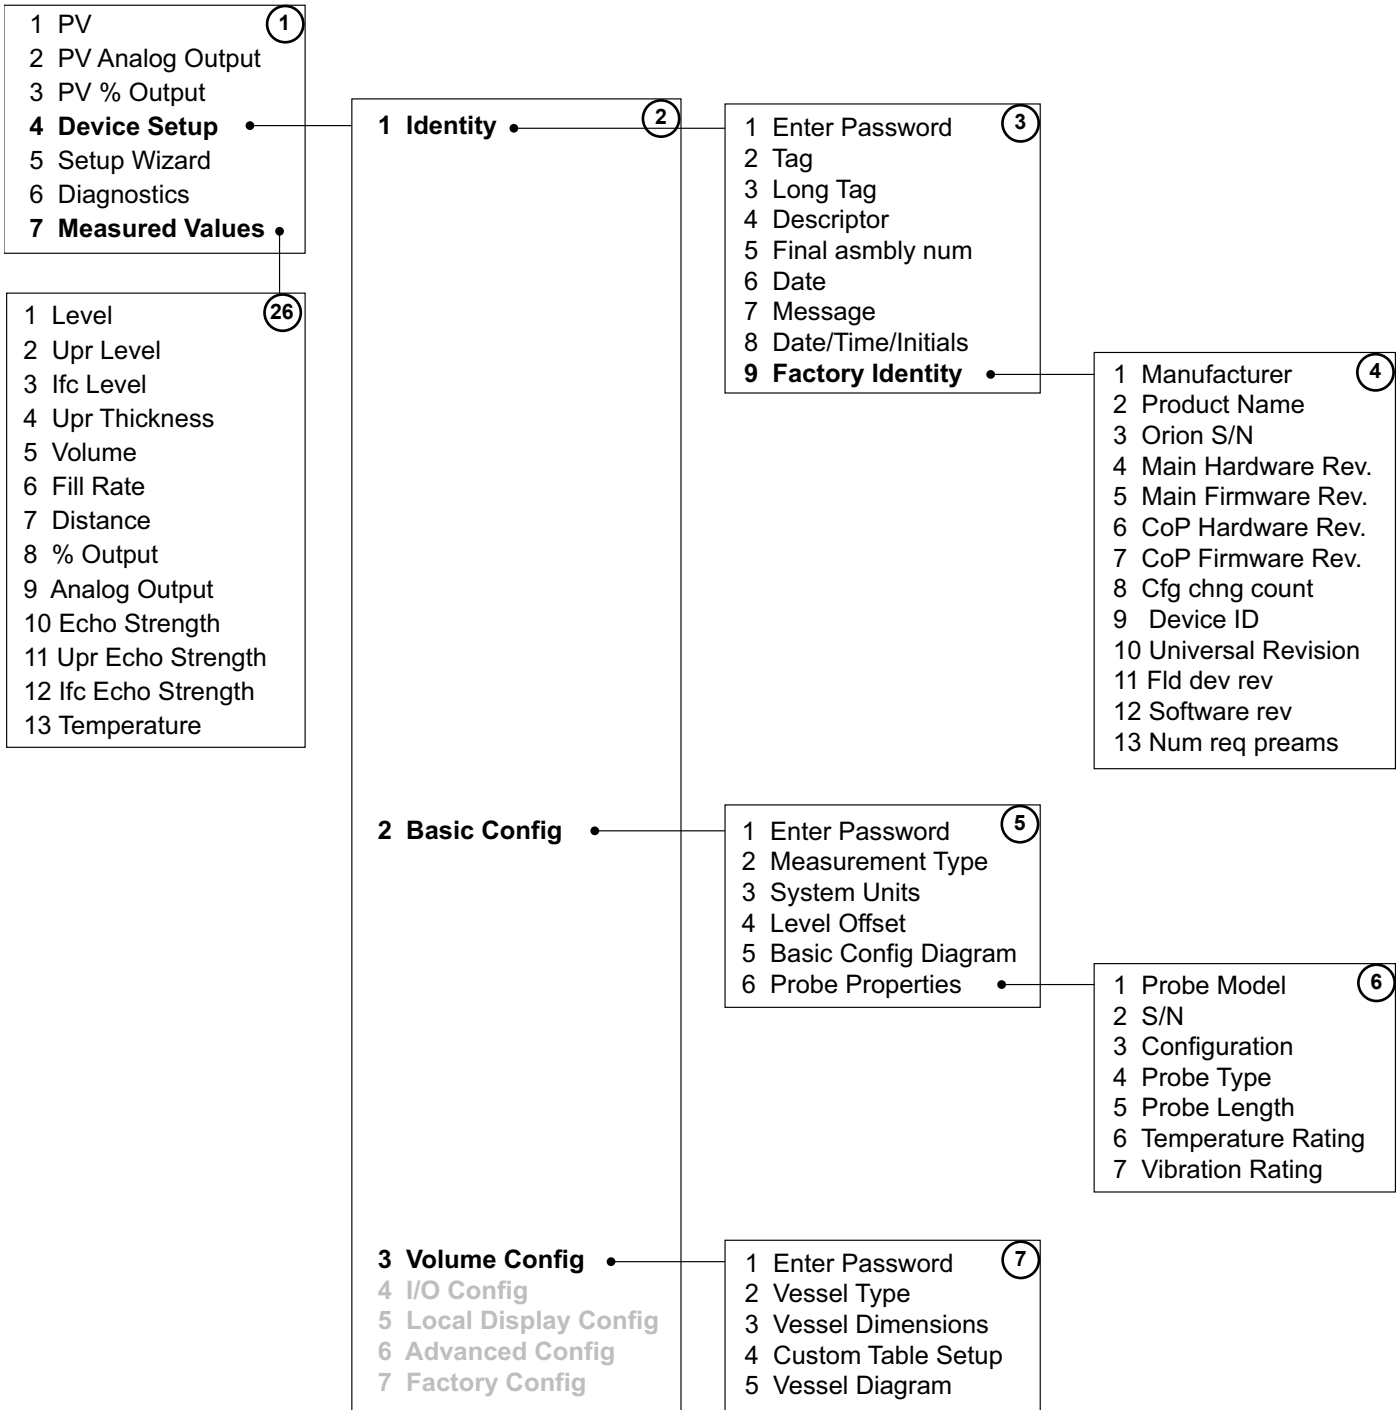 1 PV
2 PV Analog Output
3 PV % Output
4 Device Setup
5 Setup Wizard
6 Diagnostics
7 Measured Values
1
1 Level
2 Upr Level
3 Ifc Level
4 Upr Thickness
5 Volume
6 Fill Rate
7 Distance
8 % Output
9 Analog Output
10 Echo Strength
11 Upr Echo Strength
12 Ifc Echo Strength
13 Temperature
26
1 Identity
2
1 Enter Password
2 Tag
3 Long Tag
4 Descriptor
5 Final asmbly num
6 Date
7 Message
8 Date/Time/Initials
9 Factory Identity
3
1 Manufacturer
2 Product Name
3 Orion S/N
4 Main Hardware Rev.
5 Main Firmware Rev.
6 CoP Hardware Rev.
7 CoP Firmware Rev.
8 Cfg chng count
9 Device ID
10 Universal Revision
11 Fld dev rev
12 Software rev
13 Num req preams
4
2 Basic Config
1 Enter Password
2 Measurement Type
3 System Units
4 Level Offset
5 Basic Config Diagram
6 Probe Properties
5
1 Probe Model
2 S/N
3 Configuration
4 Probe Type
5 Probe Length
6 Temperature Rating
7 Vibration Rating
6
3 Volume Config
4 I/O Config
5 Local Display Config
6 Advanced Config
7 Factory Config
1 Enter Password
2 Vessel Type
3 Vessel Dimensions
4 Custom Table Setup
5 Vessel Diagram
7